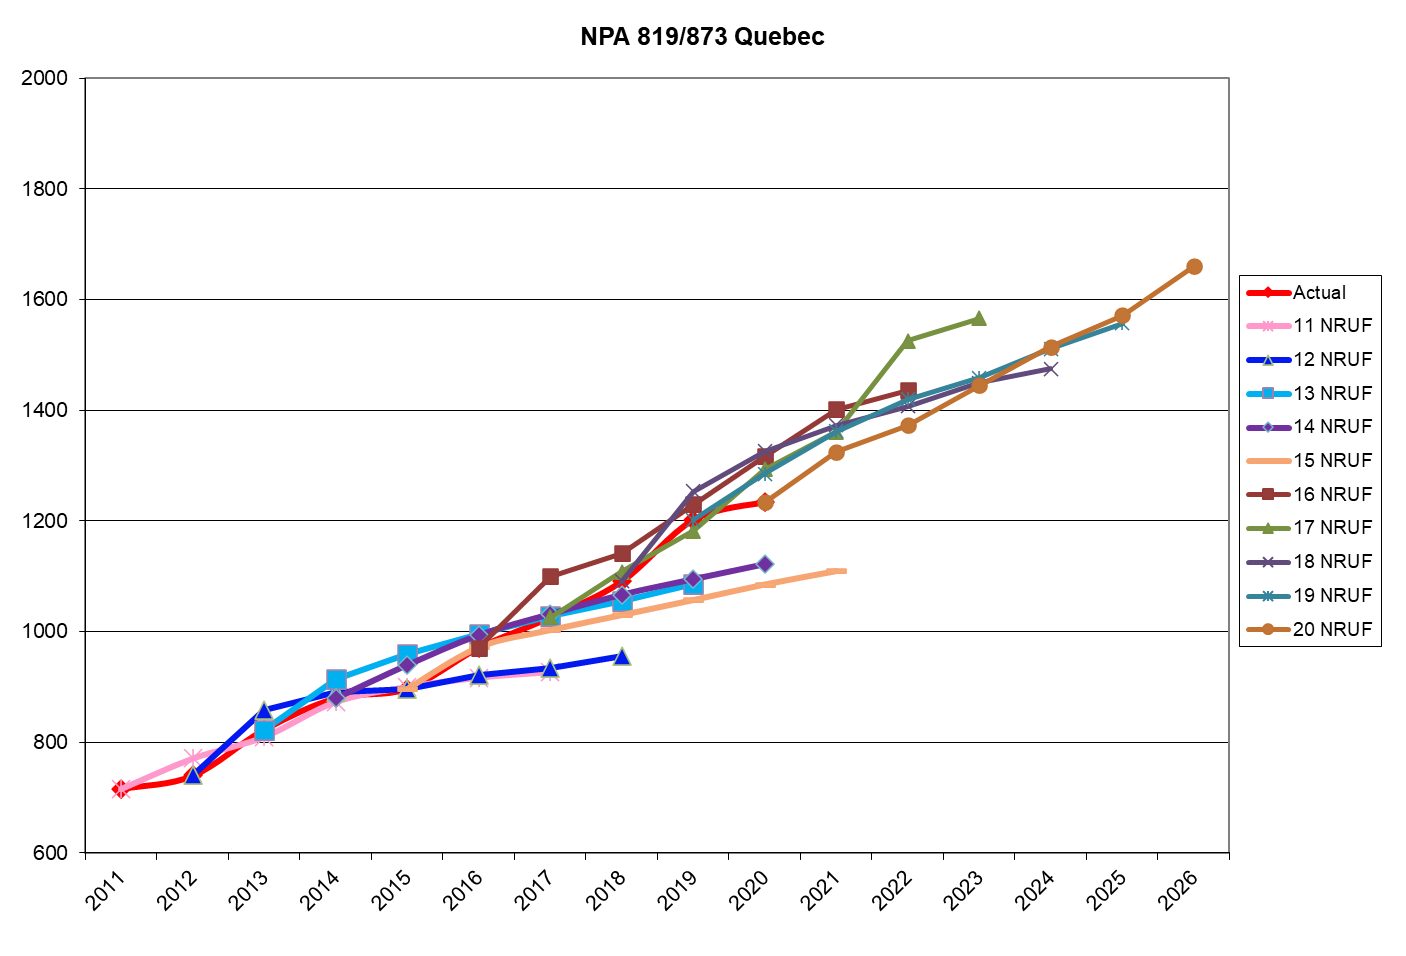 NPA 819/873 Quebec
2000
1800
1600
1400
1200
1000
800
600
2011
2012
2013
2014
2015
2016
2017
2018
2019
2020
2021
2022
2023
2024
2025
2026
Actual
11 NRUF
12 NRUF
13 NRUF
14 NRUF
15 NRUF
16 NRUF
17 NRUF
18 NRUF
19 NRUF
20 NRUF